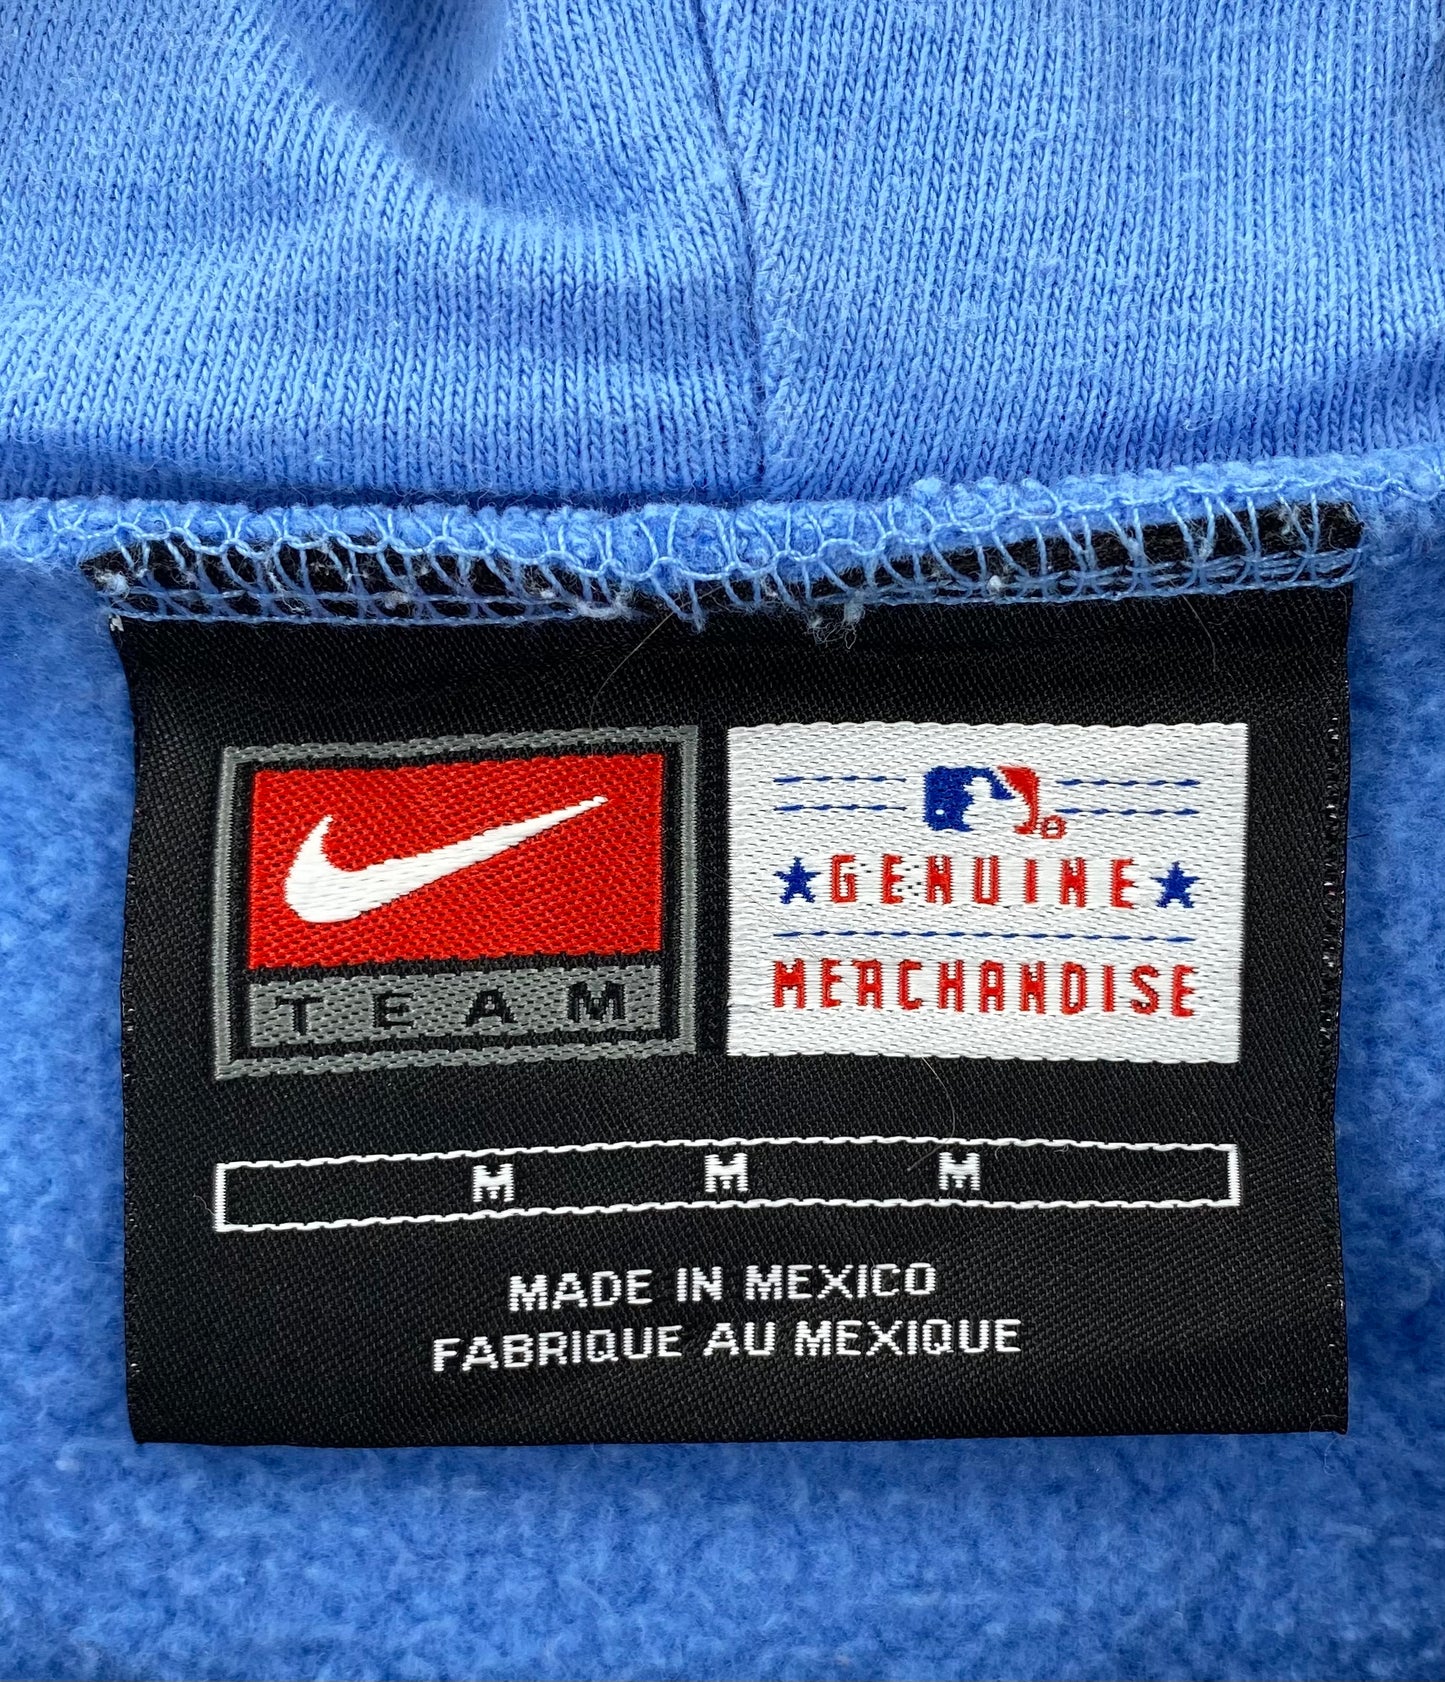 TEAM
GENUINE
MERCHANDISE
M M M
MADE IN MEXICO
FABRIQUE AU MEXIQUE